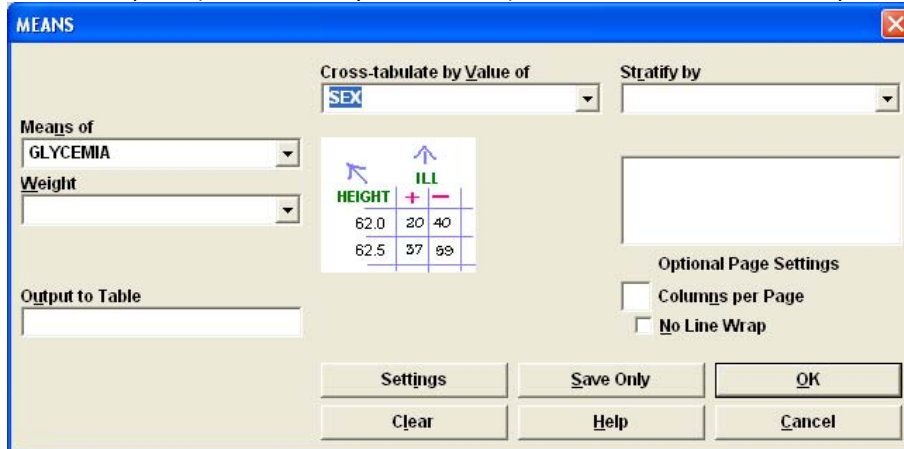 MEANS
Cross-tabulate by Value of
SEX
Stratify by
Means of
GLYCEMIA
Weight
ILL
HEIGHT + −
62.0 20 40
62.5 37 59
Optional Page Settings
Columns per Page
No Line Wrap
Output to Table
Settings
Save Only
OK
Clear
Help
Cancel